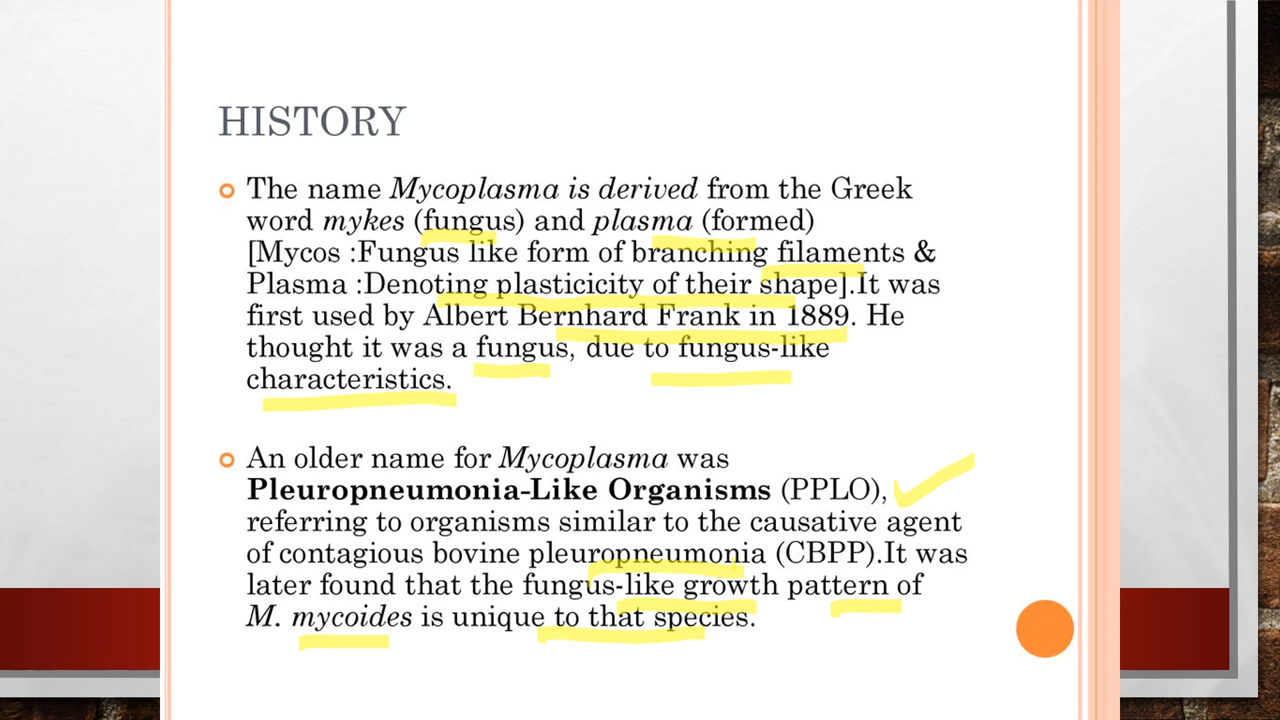 HISTORY
The name Mycoplasma is derived from the Greek
word mykes (fungus) and plasma (formed)
[Mycos :Fungus like form of branching filaments &
Plasma :Denoting plasticicity of their shape].It was
first used by Albert Bernhard Frank in 1889. He
thought it was a fungus, due to fungus-like
characteristics.
An older name for Mycoplasma was
Pleuropneumonia-Like Organisms (PPLO),
referring to organisms similar to the causative agent
of contagious bovine pleuropneumonia (CBPP).It was
later found that the fungus-like growth pattern of
M. mycoides is unique to that species.